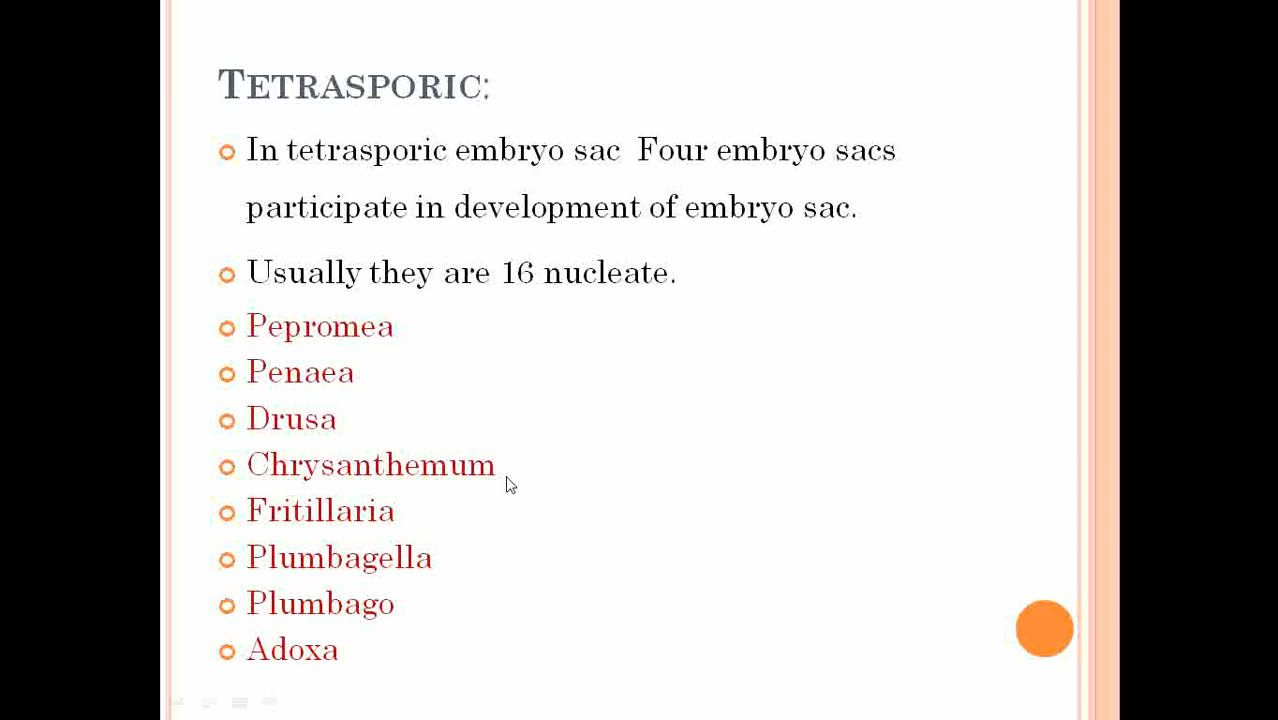 Tetrasporic:
In tetrasporic embryo sac Four embryo sacs
participate in development of embryo sac.
Usually they are 16 nucleate.
Pepromea
Penaea
Drusa
Chrysanthemum
Fritillaria
Plumbagella
Plumbago
Adoxa